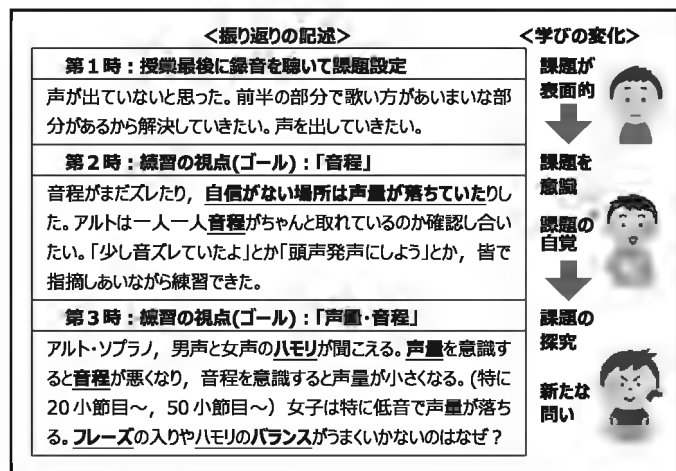 <振り返りの記述>
<学びの変化>
第1時：授業最後に録音を聴いて課題設定
声が出ていないと思った。前半の部分で歌い方があいまいな部
分があるから解決していきたい。声を出していきたい。
課題が
表面的
第2時：練習の視点(ゴール)：「音程」
音程がまだズレたり，自信がない場所は声量が落ちていたりし
た。アルトは一人一人音程がちゃんと取れているのか確認し合い
たい。「少し音ズレていたよ」とか「頭声発声にしよう」とか，皆で
指摘しあいながら練習できた。
課題を
意識
課題の
自覚
第3時：練習の視点(ゴール)：「声量・音程」
アルト・ソプラノ，男声と女声のハモリが聞こえる。声量を意識す
ると音程が悪くなり，音程を意識すると声量が小さくなる。(特に
20小節目～，50小節目～) 女子は特に低音で声量が落ち
る。フレーズの入りやハモリのバランスがうまくいかないのはなぜ？
課題の
探究
新たな
問い